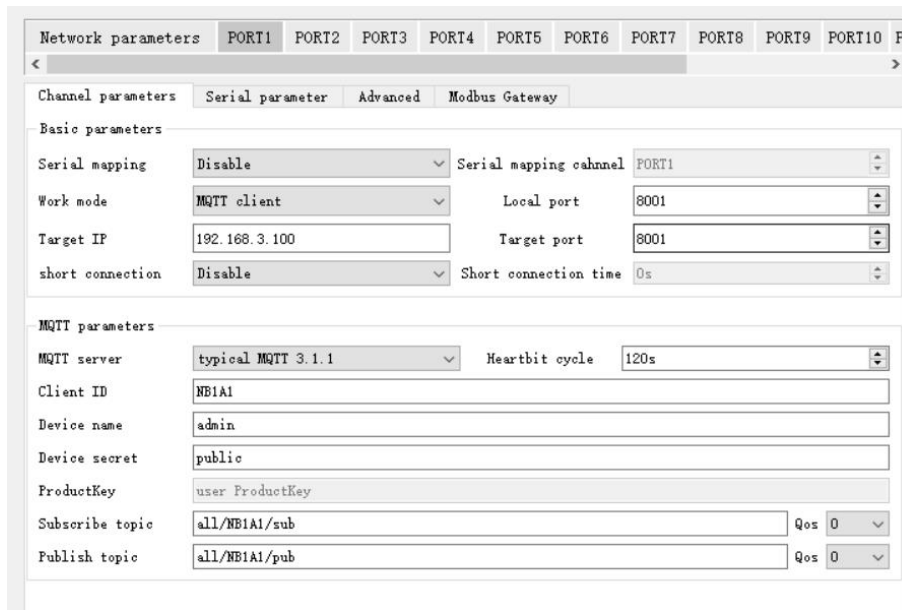 Network parameters PORT1 PORT2 PORT3 PORT4 PORT5 PORT6 PORT7 PORT8 PORT9 PORT10
Channel parameters Serial parameter Advanced Modbus Gateway
Basic parameters
Serial mapping Disable Serial mapping cahnnel PORT1
Work mode MQTT client Local port 8001
Target IP 192.168.3.100 Target port 8001
short connection Disable Short connection time 0s
MQTT parameters
MQTT server typical MQTT 3.1.1 Heartbit cycle 120s
Client ID NB1A1
Device name admin
Device secret public
ProductKey user ProductKey
Subscribe topic all/NB1A1/sub Qos 0
Publish topic all/NB1A1/pub Qos 0